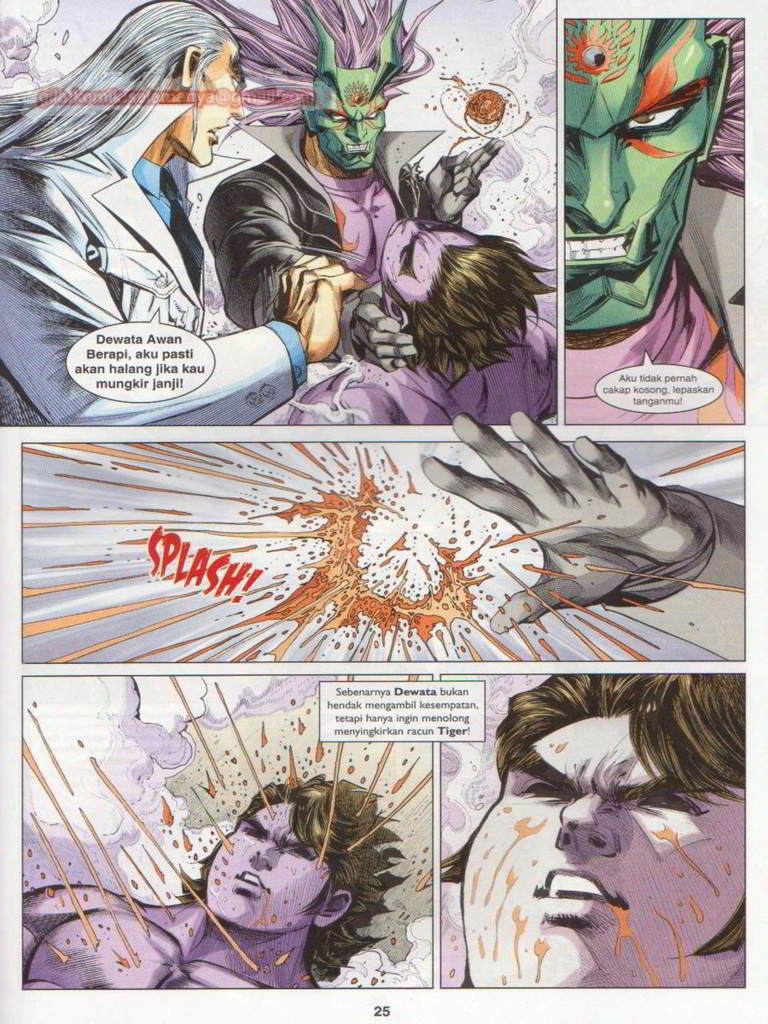 Dewata Awan
Berapi, aku pasti
akan halang jika kau
mungkir janji!
Aku tidak pernah
cakap kosong, lepaskan
tanganmu!
SPLASH!
Sebenarnya Dewata bukan
hendak mengambil kesempatan,
tetapi hanya ingin menolong
menyingkirkan racun Tiger!
25